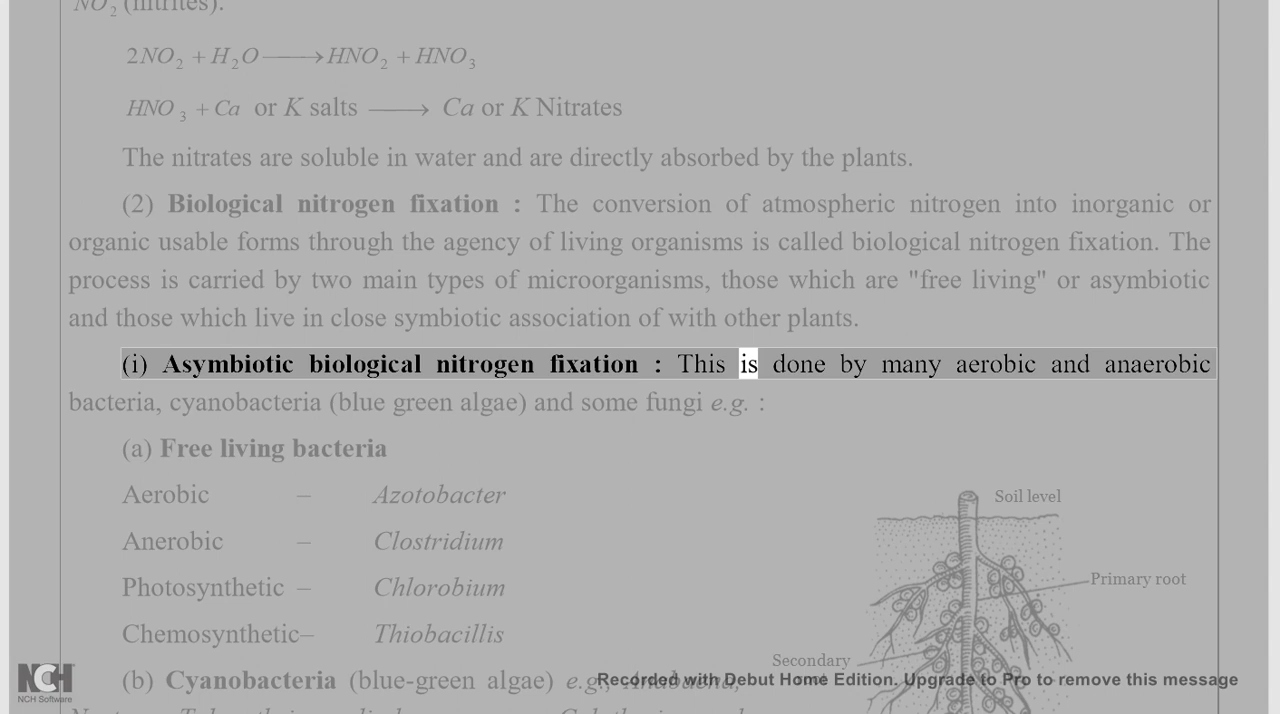 NO2 (nitrites).
2NO2 + H2O ⟶ HNO2 + HNO3
HNO3 + Ca or K salts ⟶ Ca or K Nitrates
The nitrates are soluble in water and are directly absorbed by the plants.
(2) Biological nitrogen fixation : The conversion of atmospheric nitrogen into inorganic or
organic usable forms through the agency of living organisms is called biological nitrogen fixation. The
process is carried by two main types of microorganisms, those which are "free living" or asymbiotic
and those which live in close symbiotic association of with other plants.
(i) Asymbiotic biological nitrogen fixation : This is done by many aerobic and anaerobic
bacteria, cyanobacteria (blue green algae) and some fungi e.g. :
(a) Free living bacteria
Aerobic – Azotobacter
Anerobic – Clostridium
Photosynthetic – Chlorobium
Chemosynthetic– Thiobacillis
Soil level
Primary root
Secondary
(b) Cyanobacteria (blue-green algae) e.g., Anabaena,
Recorded with Debut Home Edition. Upgrade to Pro to remove this message
NCH
NCH Software